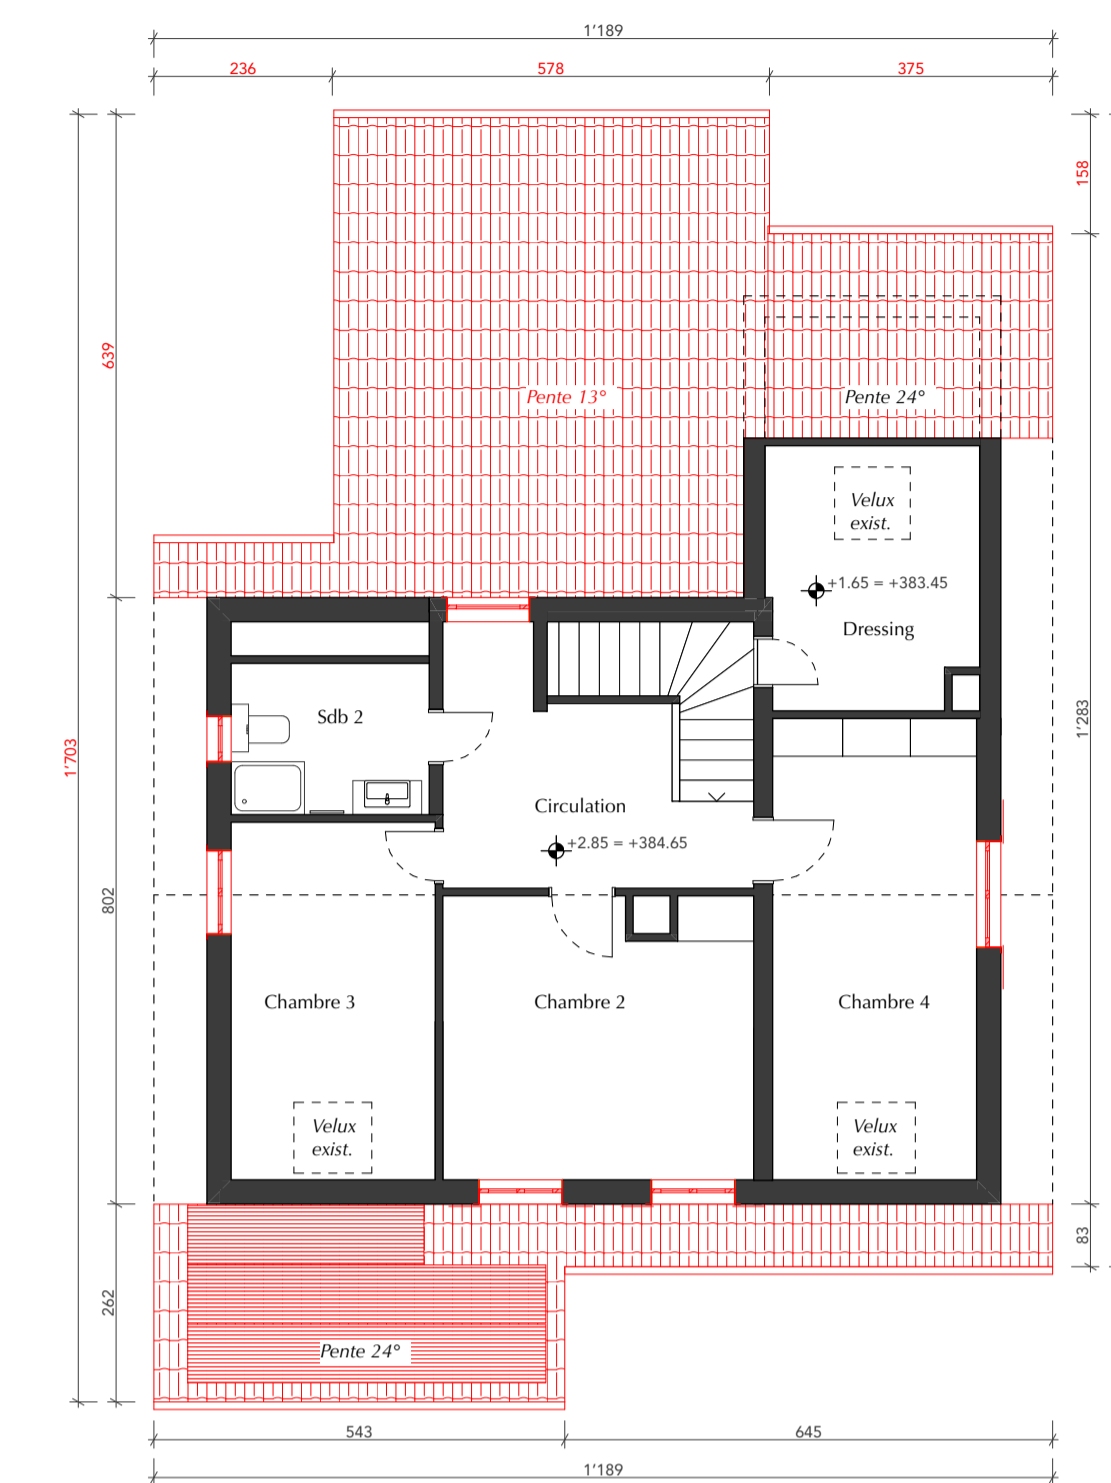 1’189
236
578
375
158
639
Pente 13°
Pente 24°
Velux
exist.
+1.65 = +383.45
Dressing
Sdb 2
1’703
1’283
Circulation
+2.85 = +384.65
802
Chambre 3
Chambre 2
Chambre 4
Velux
exist.
Velux
exist.
83
262
Pente 24°
543
645
1’189